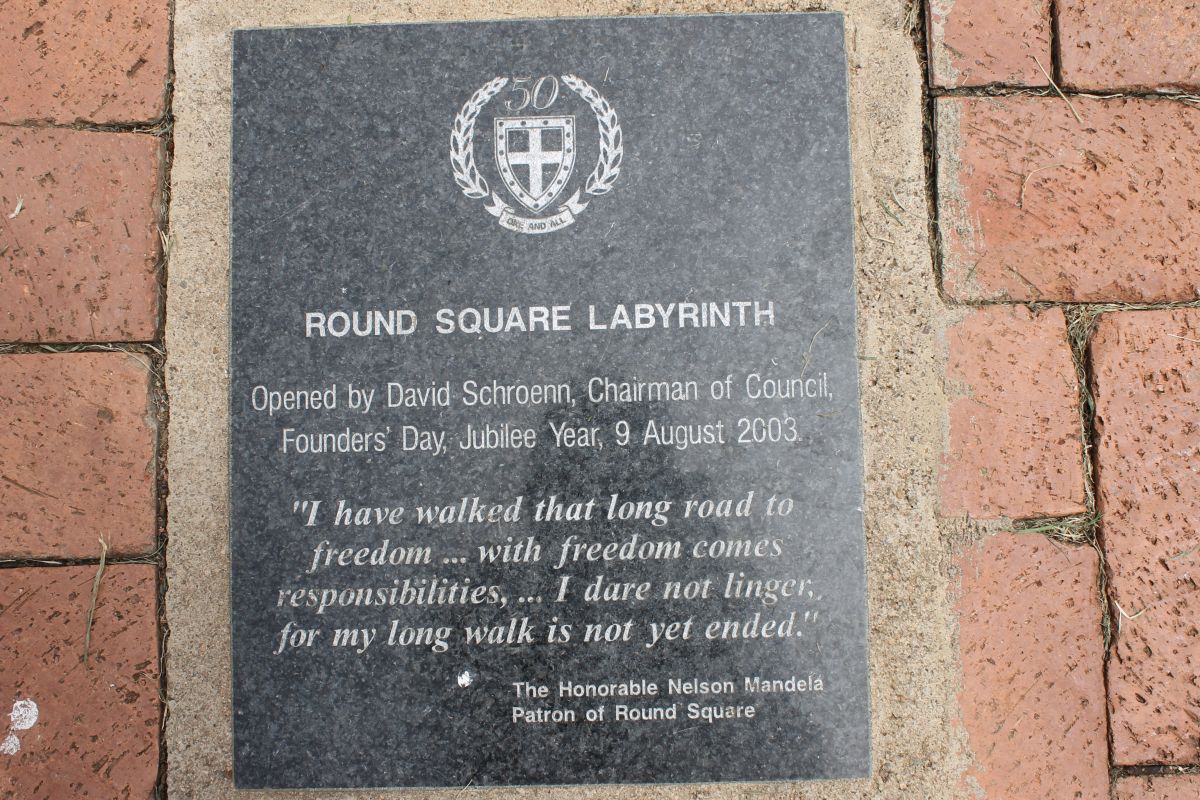 50
ONE AND ALL
ROUND SQUARE LABYRINTH
Opened by David Schroenn, Chairman of Council,
Founders' Day, Jubilee Year, 9 August 2003.
"I have walked that long road to
freedom ... with freedom comes
responsibilities, ... I dare not linger,
for my long walk is not yet ended."
The Honorable Nelson Mandela
Patron of Round Square